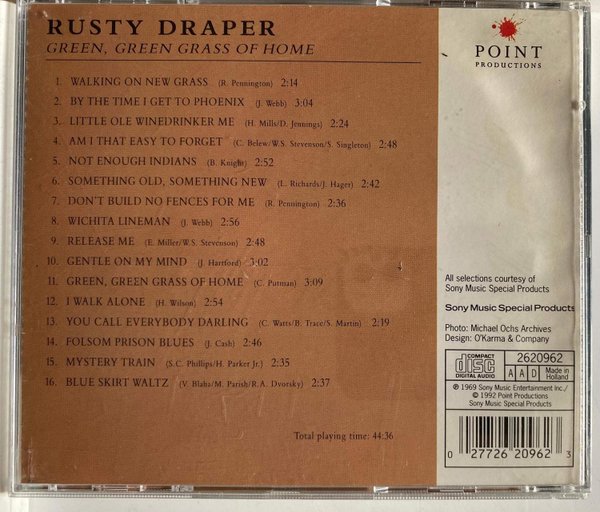 RUSTY DRAPER
GREEN, GREEN GRASS OF HOME
1. WALKING ON NEW GRASS (R. Pennington) 2:14
2. BY THE TIME I GET TO PHOENIX (J. Webb) 3:04
3. LITTLE OLE WINEDRINKER ME (H. Mills/D. Jennings) 2:24
4. AM I THAT EASY TO FORGET (C. Belew/W.S. Stevenson/S. Singleton) 2:48
5. NOT ENOUGH INDIANS (B. Knight) 2:52
6. SOMETHING OLD, SOMETHING NEW (L. Richards/J. Hager) 2:42
7. DON'T BUILD NO FENCES FOR ME (R. Pennington) 2:36
8. WICHITA LINEMAN (J. Webb) 2:56
9. RELEASE ME (E. Miller/W.S. Stevenson) 2:48
10. GENTLE ON MY MIND (J. Hartford) 3:02
11. GREEN, GREEN GRASS OF HOME (C. Putman) 3:09
12. I WALK ALONE (H. Wilson) 2:54
13. YOU CALL EVERYBODY DARLING (C. Watts/B. Trace/S. Martin) 2:19
14. FOLSOM PRISON BLUES (J. Cash) 2:46
15. MYSTERY TRAIN (S.C. Phillips/H. Parker Jr.) 2:35
16. BLUE SKIRT WALTZ (V. Blaha/M. Parish/R.A. Dvorsky) 2:37
Total playing time: 44:36
POINT
PRODUCTIONS
All selections courtesy of
Sony Music Special Products
Sony Music Special Products
Photo: Michael Ochs Archives
Design: O'Karma & Company
COMPACT
disc
DIGITAL AUDIO
2620962
A A D
Made in
Holland
℗ 1969 Sony Music Entertainment Inc./
© 1992 Point Productions
Sony Music Special Products
0 27726 20962 3